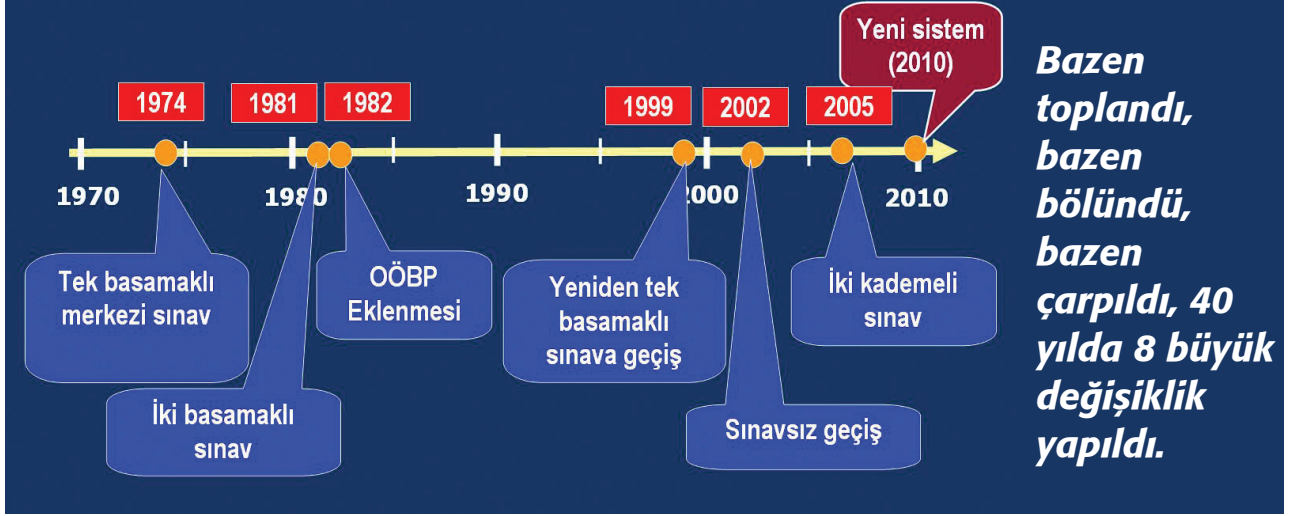 Yeni sistem
(2010)
1974
1981
1982
1999
2002
2005
1970
1980
1990
2000
2010
Tek basamaklı
merkezi sınav
İki basamaklı
sınav
OÖBP
Eklenmesi
Yeniden tek
basamaklı
sınava geçiş
Sınavsız geçiş
İki kademeli
sınav
Bazen
toplandı,
bazen
bölündü,
bazen
çarpıldı, 40
yılda 8 büyük
değişiklik
yapıldı.